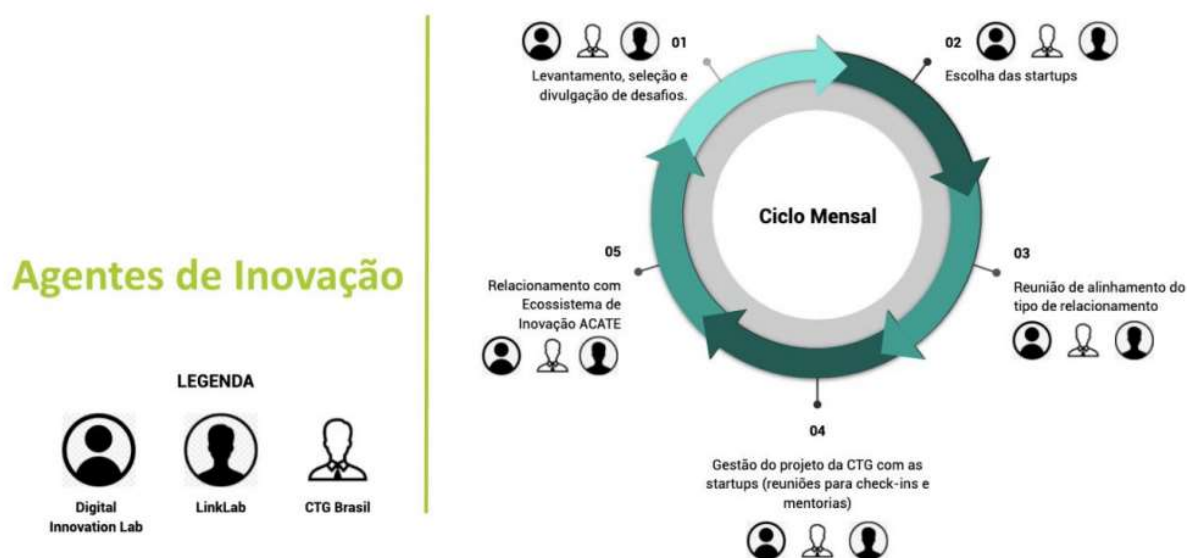 Agentes de Inovação
LEGENDA
Digital
Innovation Lab
LinkLab
CTG Brasil
Ciclo Mensal
01
Levantamento, seleção e
divulgação de desafios.
02
Escolha das startups
03
Reunião de alinhamento do
tipo de relacionamento
04
Gestão do projeto da CTG com as
startups (reuniões para check-ins e
mentorias)
05
Relacionamento com
Ecossistema de
Inovação ACATE